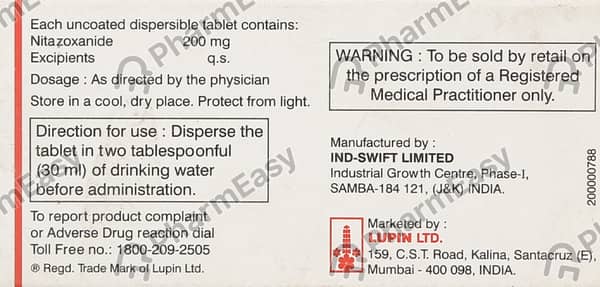 Each uncoated dispersible tablet contains:
Nitazoxanide 200 mg
Excipients q.s.
Dosage : As directed by the physician
Store in a cool, dry place. Protect from light.
Direction for use : Disperse the
tablet in two tablespoonful
(30 ml) of drinking water
before administration.
To report product complaint
or Adverse Drug reaction dial
Toll Free no.: 1800-209-2505
® Regd. Trade Mark of Lupin Ltd.
WARNING : To be sold by retail on
the prescription of a Registered
Medical Practitioner only.
Manufactured by :
IND-SWIFT LIMITED
Industrial Growth Centre, Phase-I,
SAMBA-184 121, (J&K) INDIA.
Marketed by :
LUPIN LTD.
159, C.S.T. Road, Kalina, Santacruz (E),
Mumbai - 400 098, INDIA.
200000788
PharmEasy
PharmEasy
PharmEasy
PharmEasy